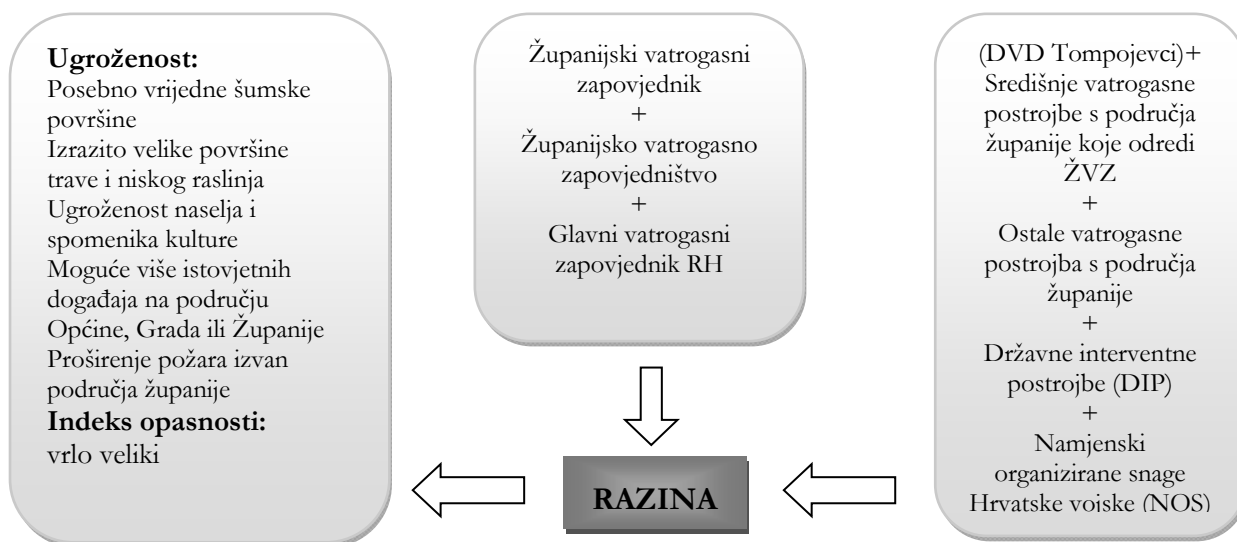 Ugroženost:
Posebno vrijedne šumske
površine
Izrazito velike površine
trave i niskog raslinja
Ugroženost naselja i
spomenika kulture
Moguće više istovjetnih
događaja na području
Općine, Grada ili Županije
Proširenje požara izvan
područja županije
Indeks opasnosti:
vrlo veliki
Županijski vatrogasni
zapovjednik
+
Županijsko vatrogasno
zapovjedništvo
+
Glavni vatrogasni
zapovjednik RH
(DVD Tompojevci)+
Središnje vatrogasne
postrojbe s područja
županije koje odredi
ŽVZ
+
Ostale vatrogasne
postrojba s područja
županije
+
Državne interventne
postrojbe (DIP)
+
Namjenski
organizirane snage
Hrvatske vojske (NOS)
RAZINA